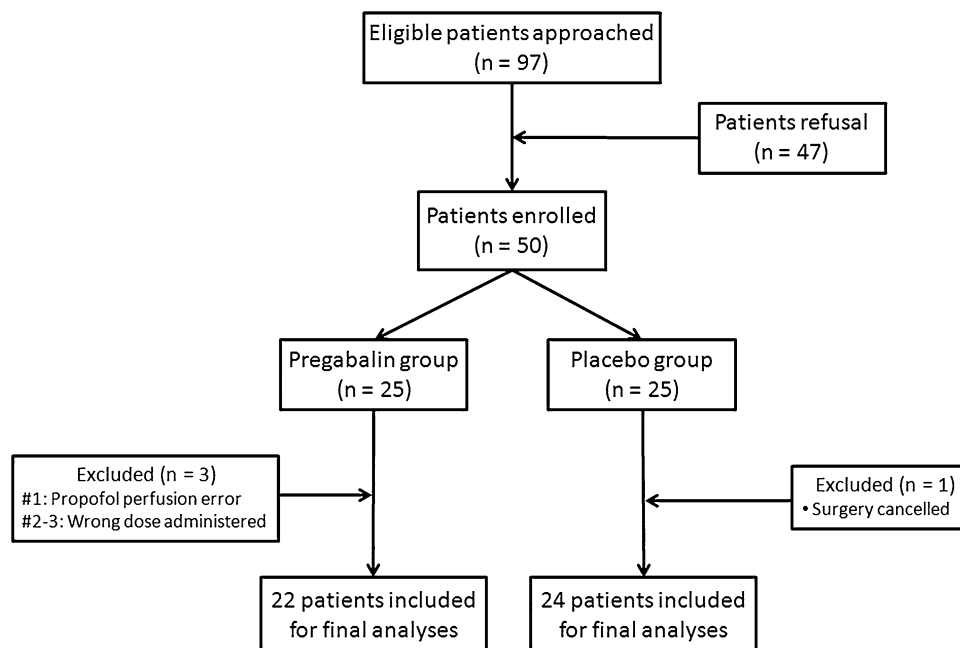 Eligible patients approached
(n = 97)
Patients refusal
(n = 47)
Patients enrolled
(n = 50)
Pregabalin group
(n = 25)
Placebo group
(n = 25)
Excluded (n = 3)
#1: Propofol perfusion error
#2-3: Wrong dose administered
Excluded (n = 1)
• Surgery cancelled
22 patients included
for final analyses
24 patients included
for final analyses